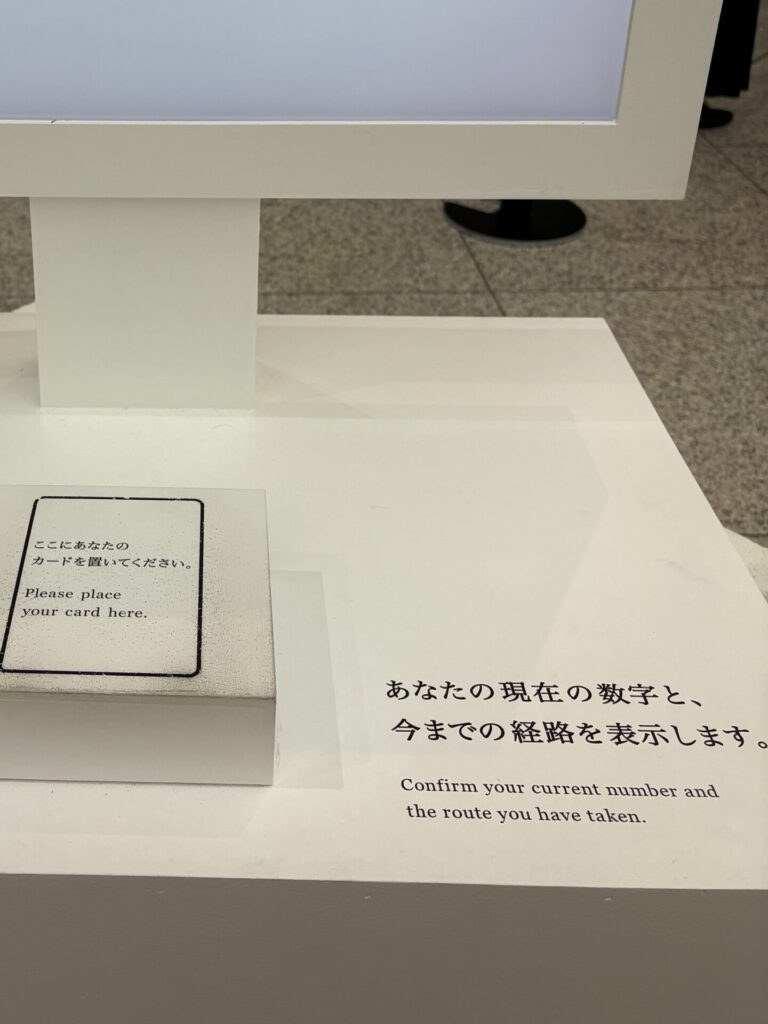 ここにあなたの
カードを置いてください。
Please place
your card here.
あなたの現在の数字と、
今までの経路を表示します。
Confirm your current number and
the route you have taken.